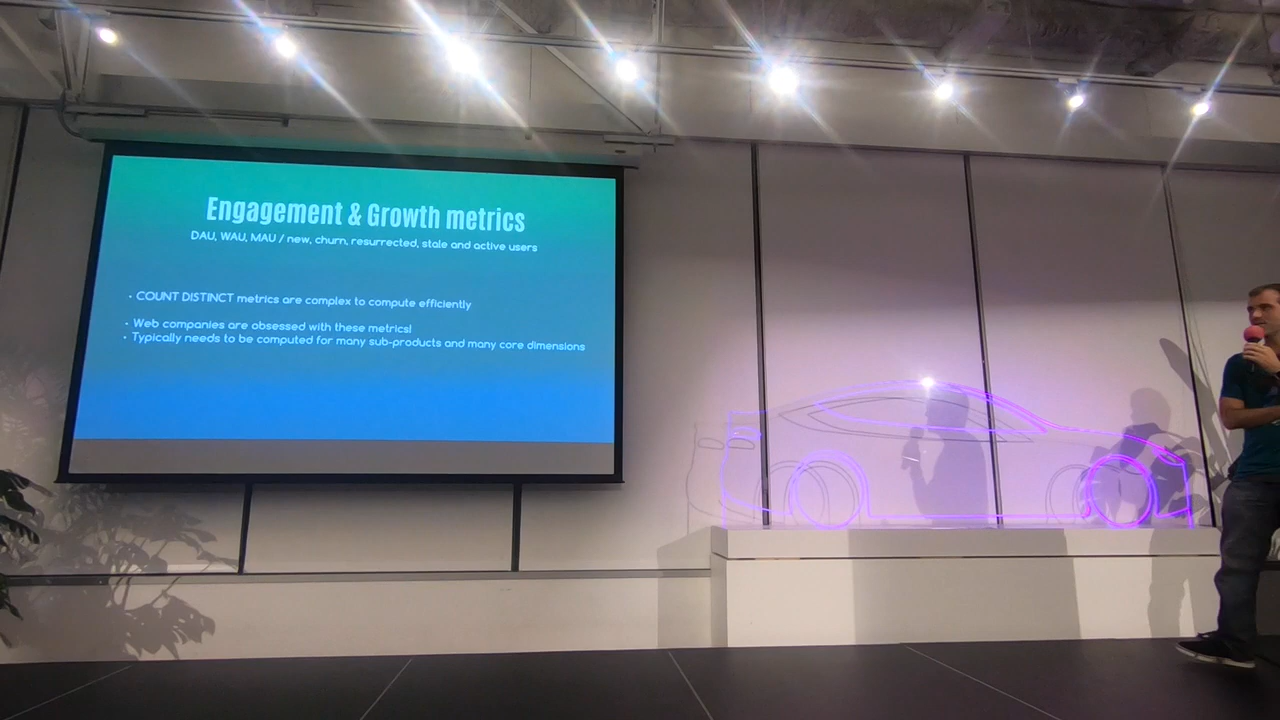 Engagement & Growth metrics
DAU, WAU, MAU / new, churn, resurrected, stale and active users
• COUNT DISTINCT metrics are complex to compute efficiently
• Web companies are obsessed with these metrics!
• Typically needs to be computed for many sub-products and many core dimensions